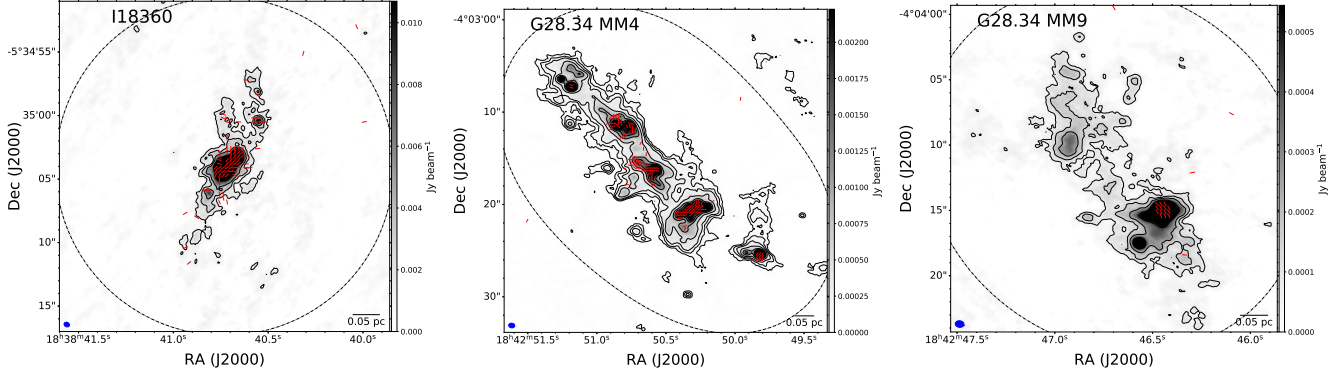 I18360
-5°34'55"
35'00"
05"
10"
15"
18ʰ38ᵐ41.5ˢ
41.0ˢ
40.5ˢ
40.0ˢ
RA (J2000)
Dec (J2000)
0.05 pc
0.010
0.008
0.006
0.004
0.002
0.000
Jy beam⁻¹
G28.34 MM4
-4°03'00"
10"
20"
30"
18ʰ42ᵐ51.5ˢ
51.0ˢ
50.5ˢ
50.0ˢ
49.5ˢ
RA (J2000)
Dec (J2000)
0.05 pc
0.00200
0.00175
0.00150
0.00125
0.00100
0.00075
0.00050
0.00025
0.00000
Jy beam⁻¹
G28.34 MM9
-4°04'00"
05"
10"
15"
20"
18ʰ42ᵐ47.5ˢ
47.0ˢ
46.5ˢ
46.0ˢ
RA (J2000)
Dec (J2000)
0.05 pc
0.0005
0.0004
0.0003
0.0002
0.0001
0.0000
Jy beam⁻¹